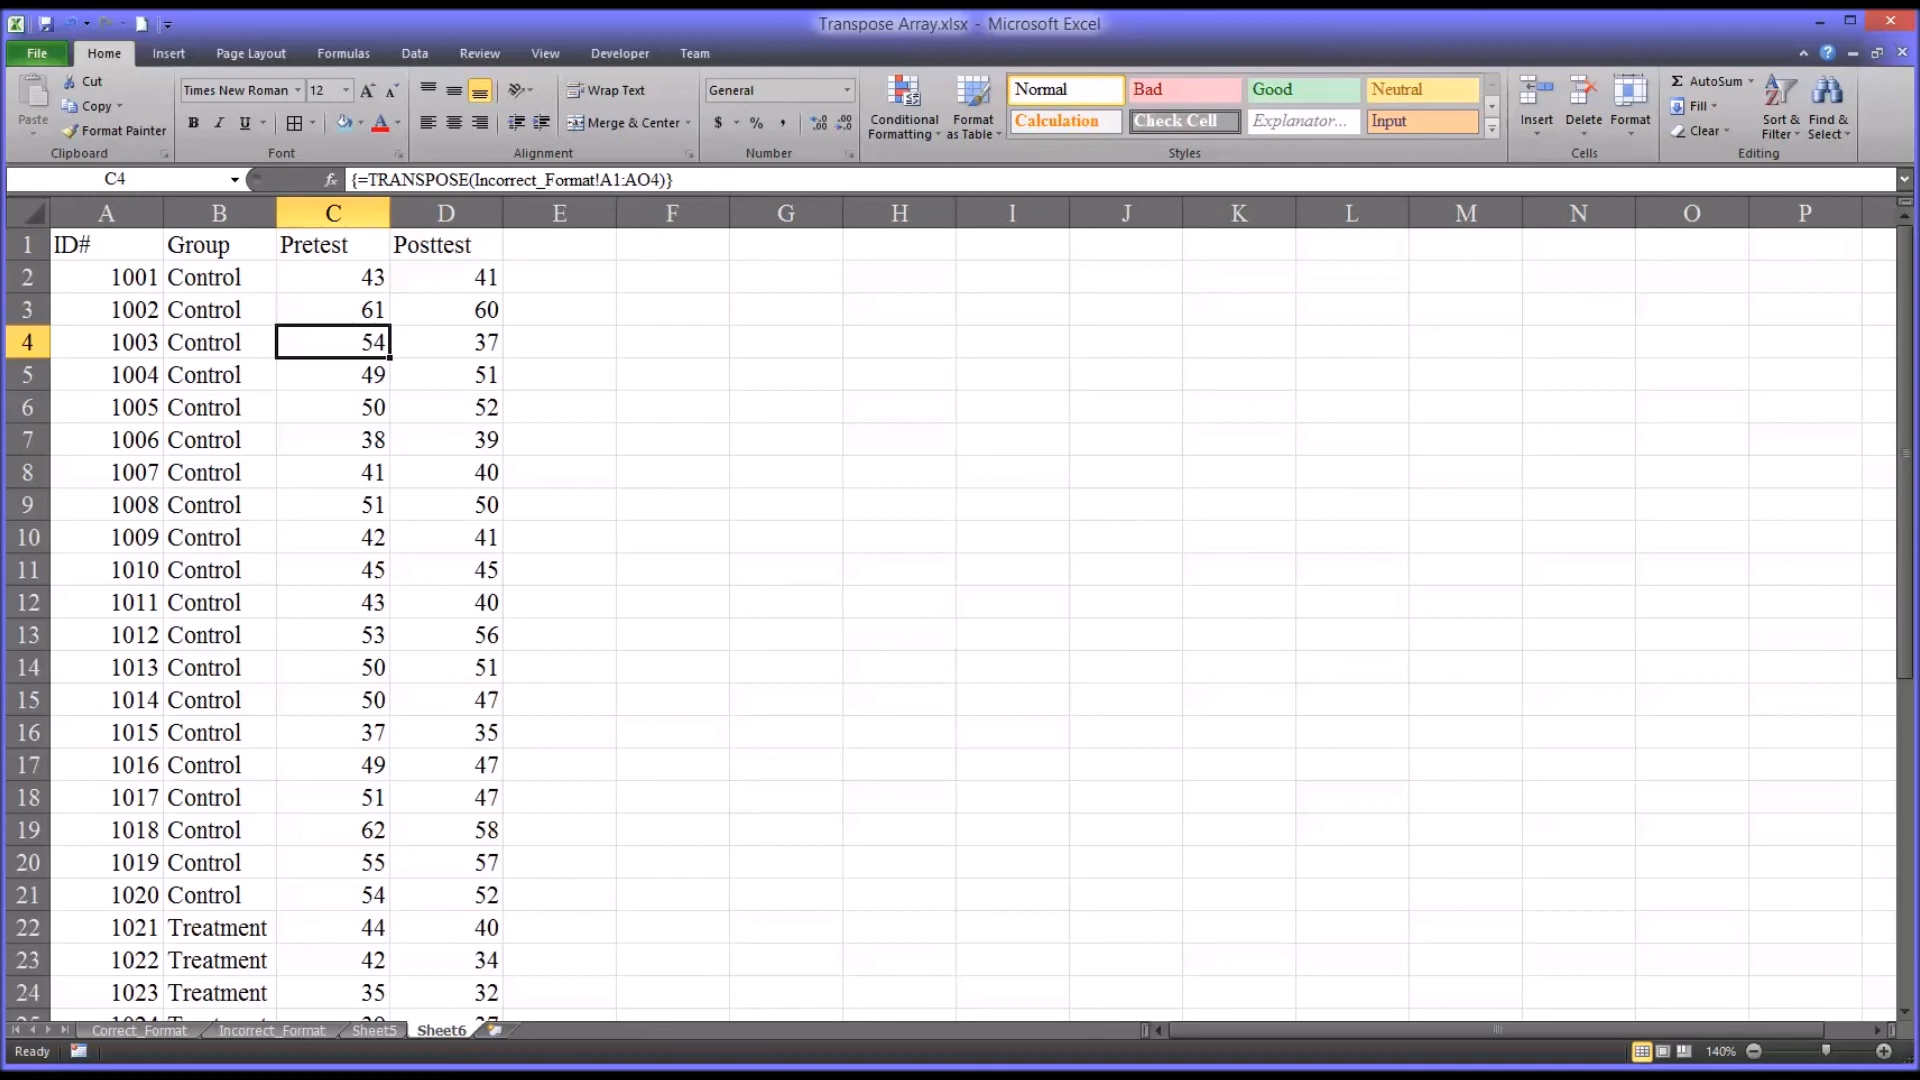 Transpose Array.xlsx - Microsoft Excel
File Home Insert Page Layout Formulas Data Review View Developer Team
Paste Cut Copy Format Painter
Clipboard
Times New Roman 12
B I U A
Font
Wrap Text
Merge & Center
Alignment
General
$ % ,
Number
Conditional Formatting
Format as Table
Normal Bad Good Neutral
Calculation Check Cell Explanator... Input
Styles
Insert Delete Format
Cells
Σ AutoSum
Fill
Clear
Sort & Filter
Find & Select
Editing
C4 fx {=TRANSPOSE(Incorrect_Format!A1:AO4)}
A B C D E F G H I J K L M N O P
1 ID# Group Pretest Posttest
2 1001 Control 43 41
3 1002 Control 61 60
4 1003 Control 54 37
5 1004 Control 49 51
6 1005 Control 50 52
7 1006 Control 38 39
8 1007 Control 41 40
9 1008 Control 51 50
10 1009 Control 42 41
11 1010 Control 45 45
12 1011 Control 43 40
13 1012 Control 53 56
14 1013 Control 50 51
15 1014 Control 50 47
16 1015 Control 37 35
17 1016 Control 49 47
18 1017 Control 51 47
19 1018 Control 62 58
20 1019 Control 55 57
21 1020 Control 54 52
22 1021 Treatment 44 40
23 1022 Treatment 42 34
24 1023 Treatment 35 32
Correct_Format Incorrect_Format Sheet5 Sheet6
Ready 140%